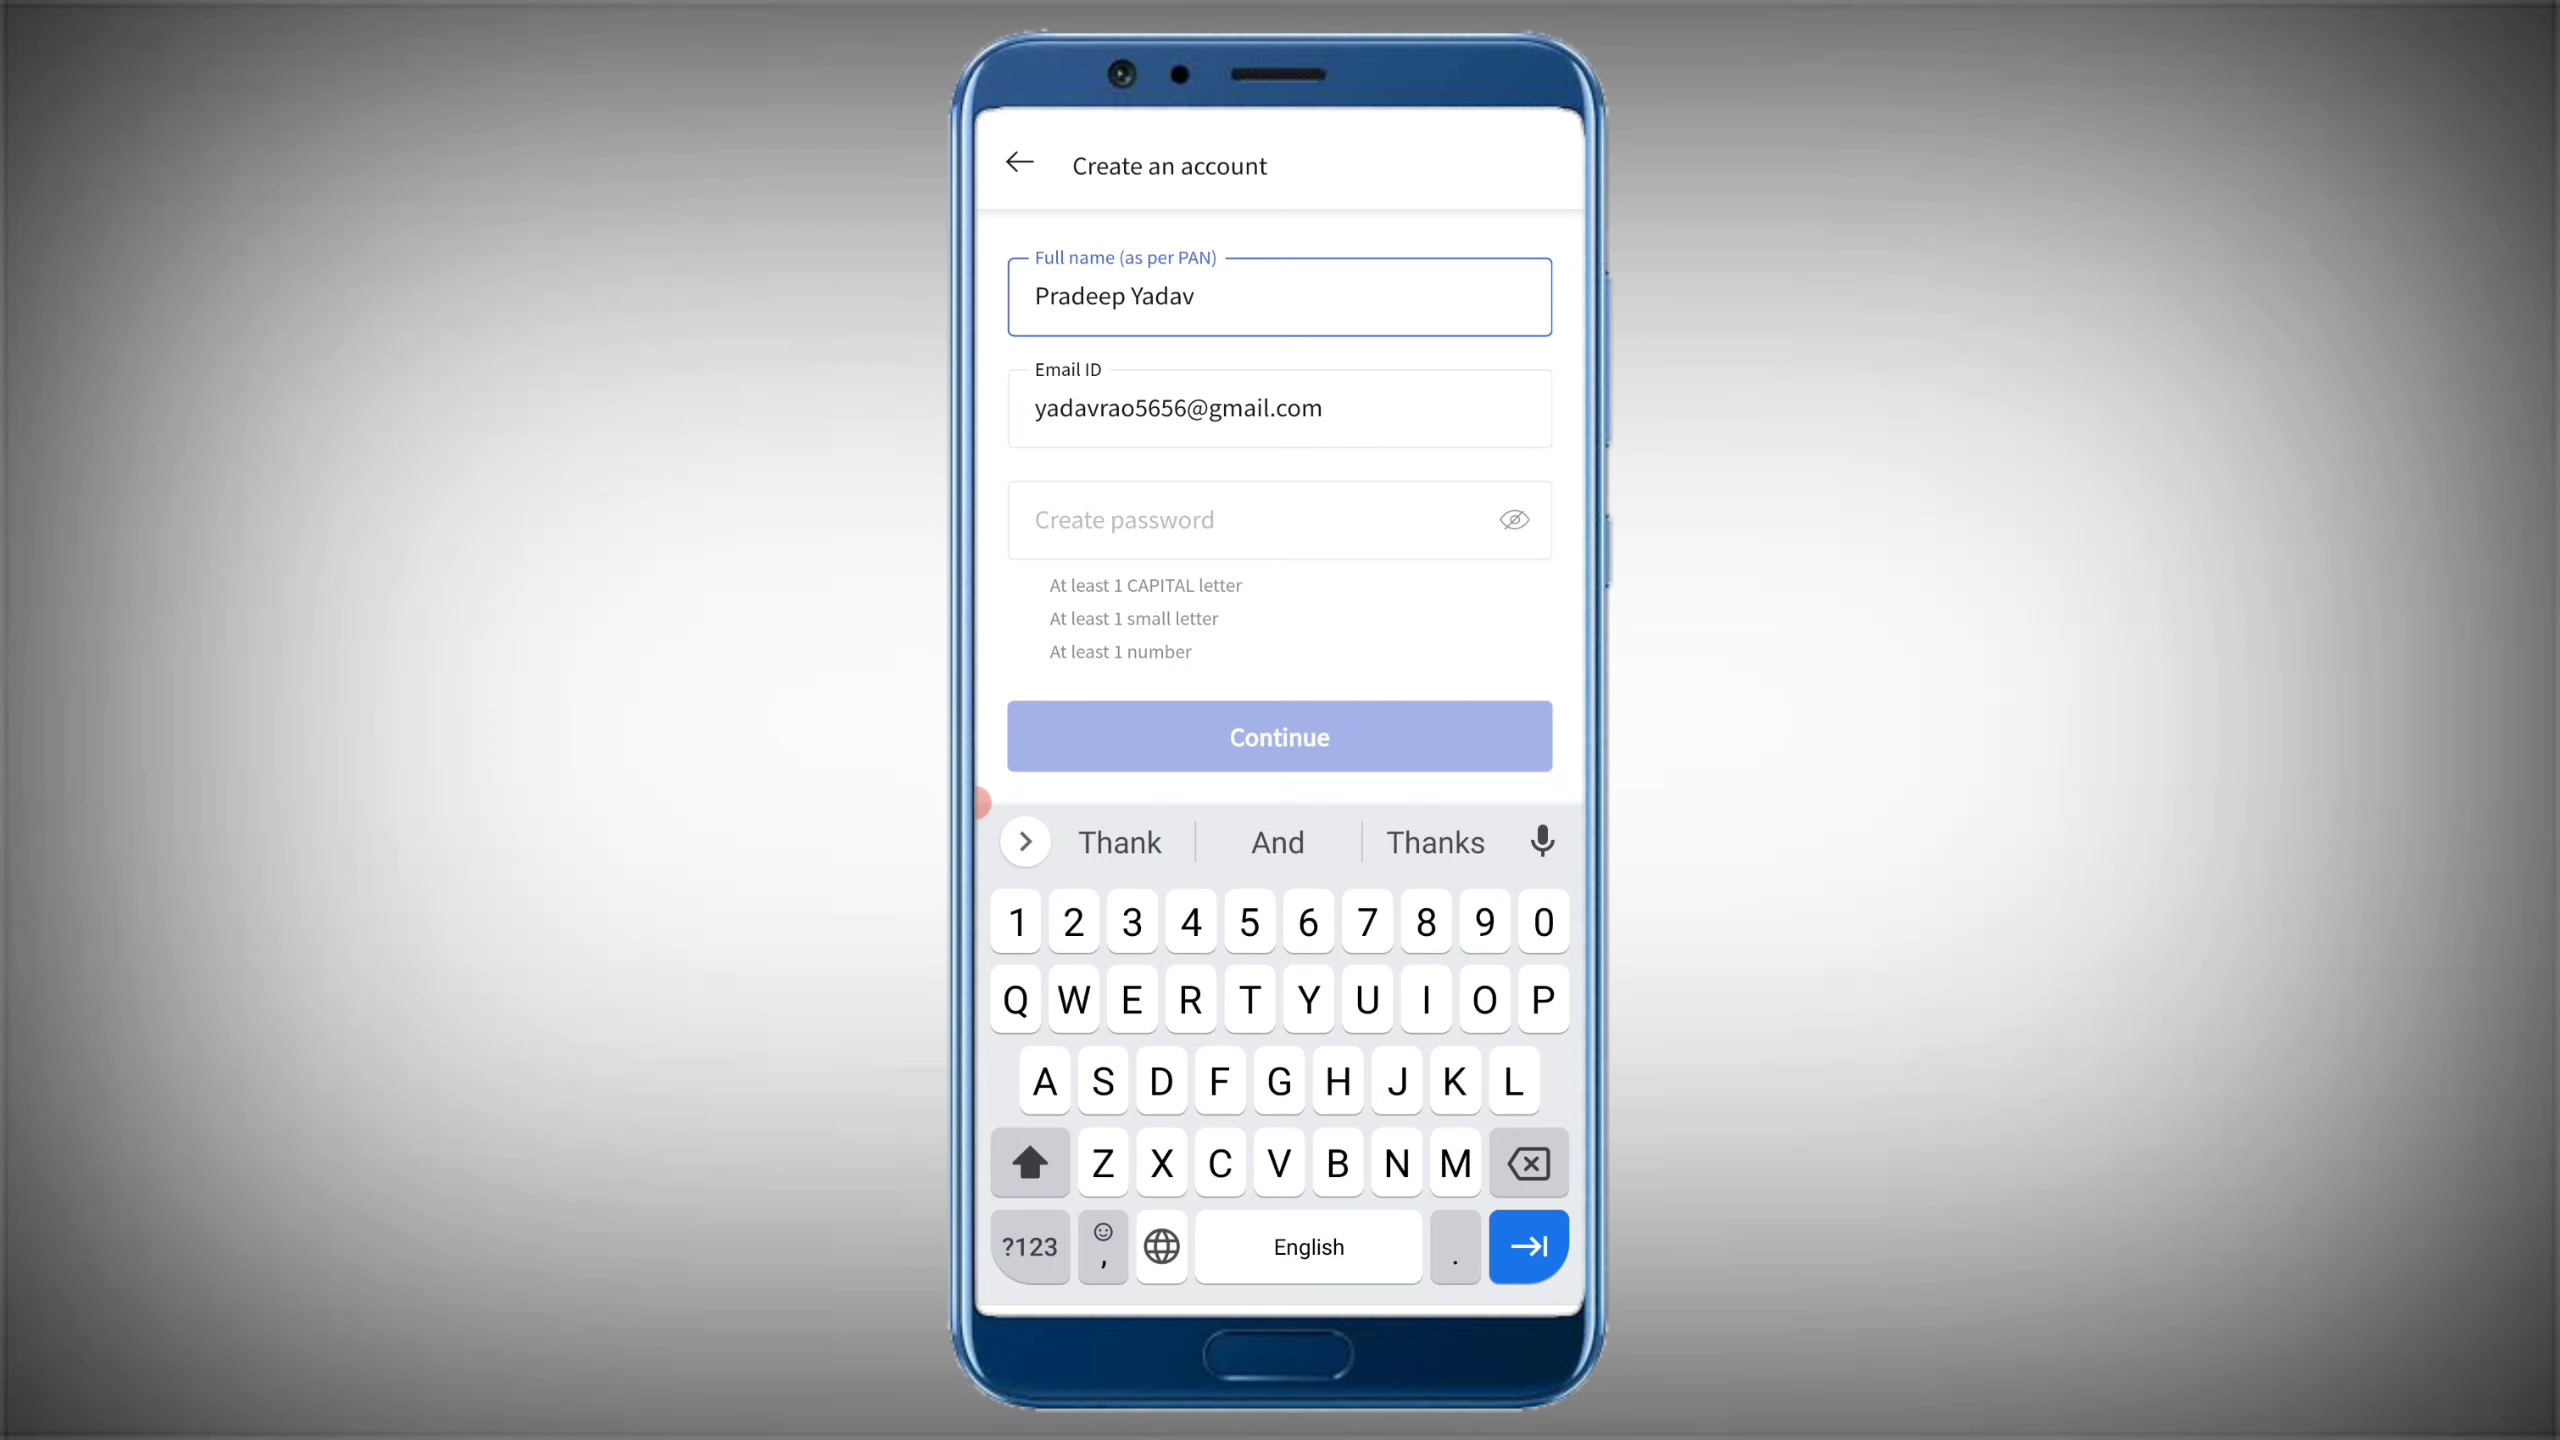 Create an account
Full name (as per PAN)
Pradeep Yadav
Email ID
yadavrao5656@gmail.com
Create password
At least 1 CAPITAL letter
At least 1 small letter
At least 1 number
Continue
Thank And Thanks
1 2 3 4 5 6 7 8 9 0
Q W E R T Y U I O P
A S D F G H J K L
Z X C V B N M
?123 , English .